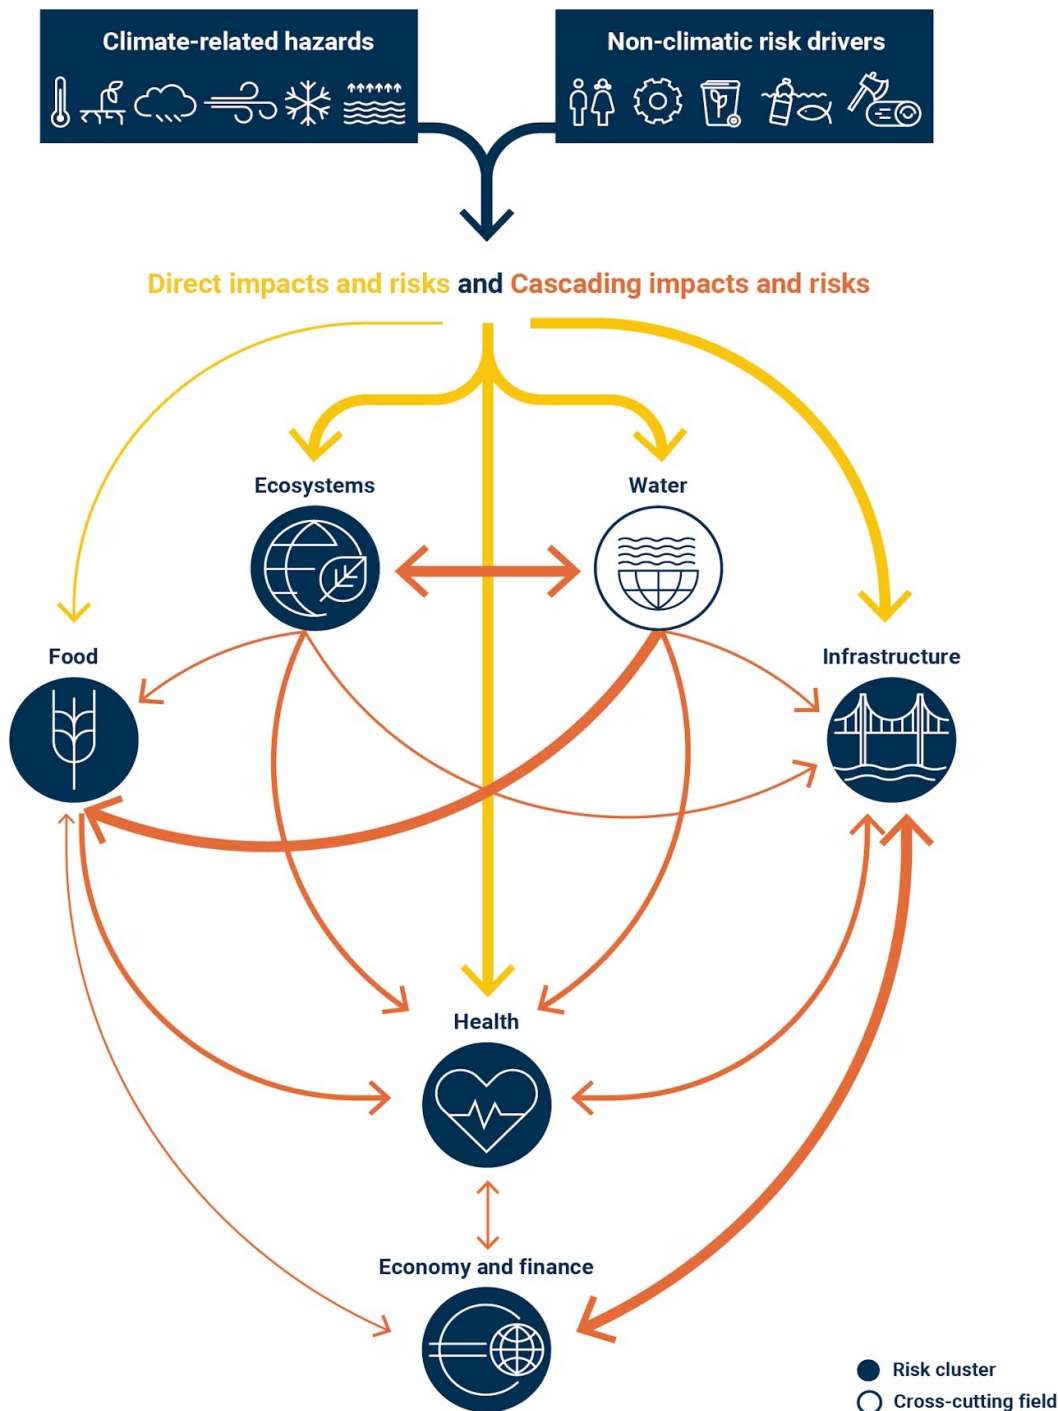 Climate-related hazards
Non-climatic risk drivers
Direct impacts and risks and Cascading impacts and risks
Ecosystems
Water
Food
Infrastructure
Health
Economy and finance
Risk cluster
Cross-cutting field